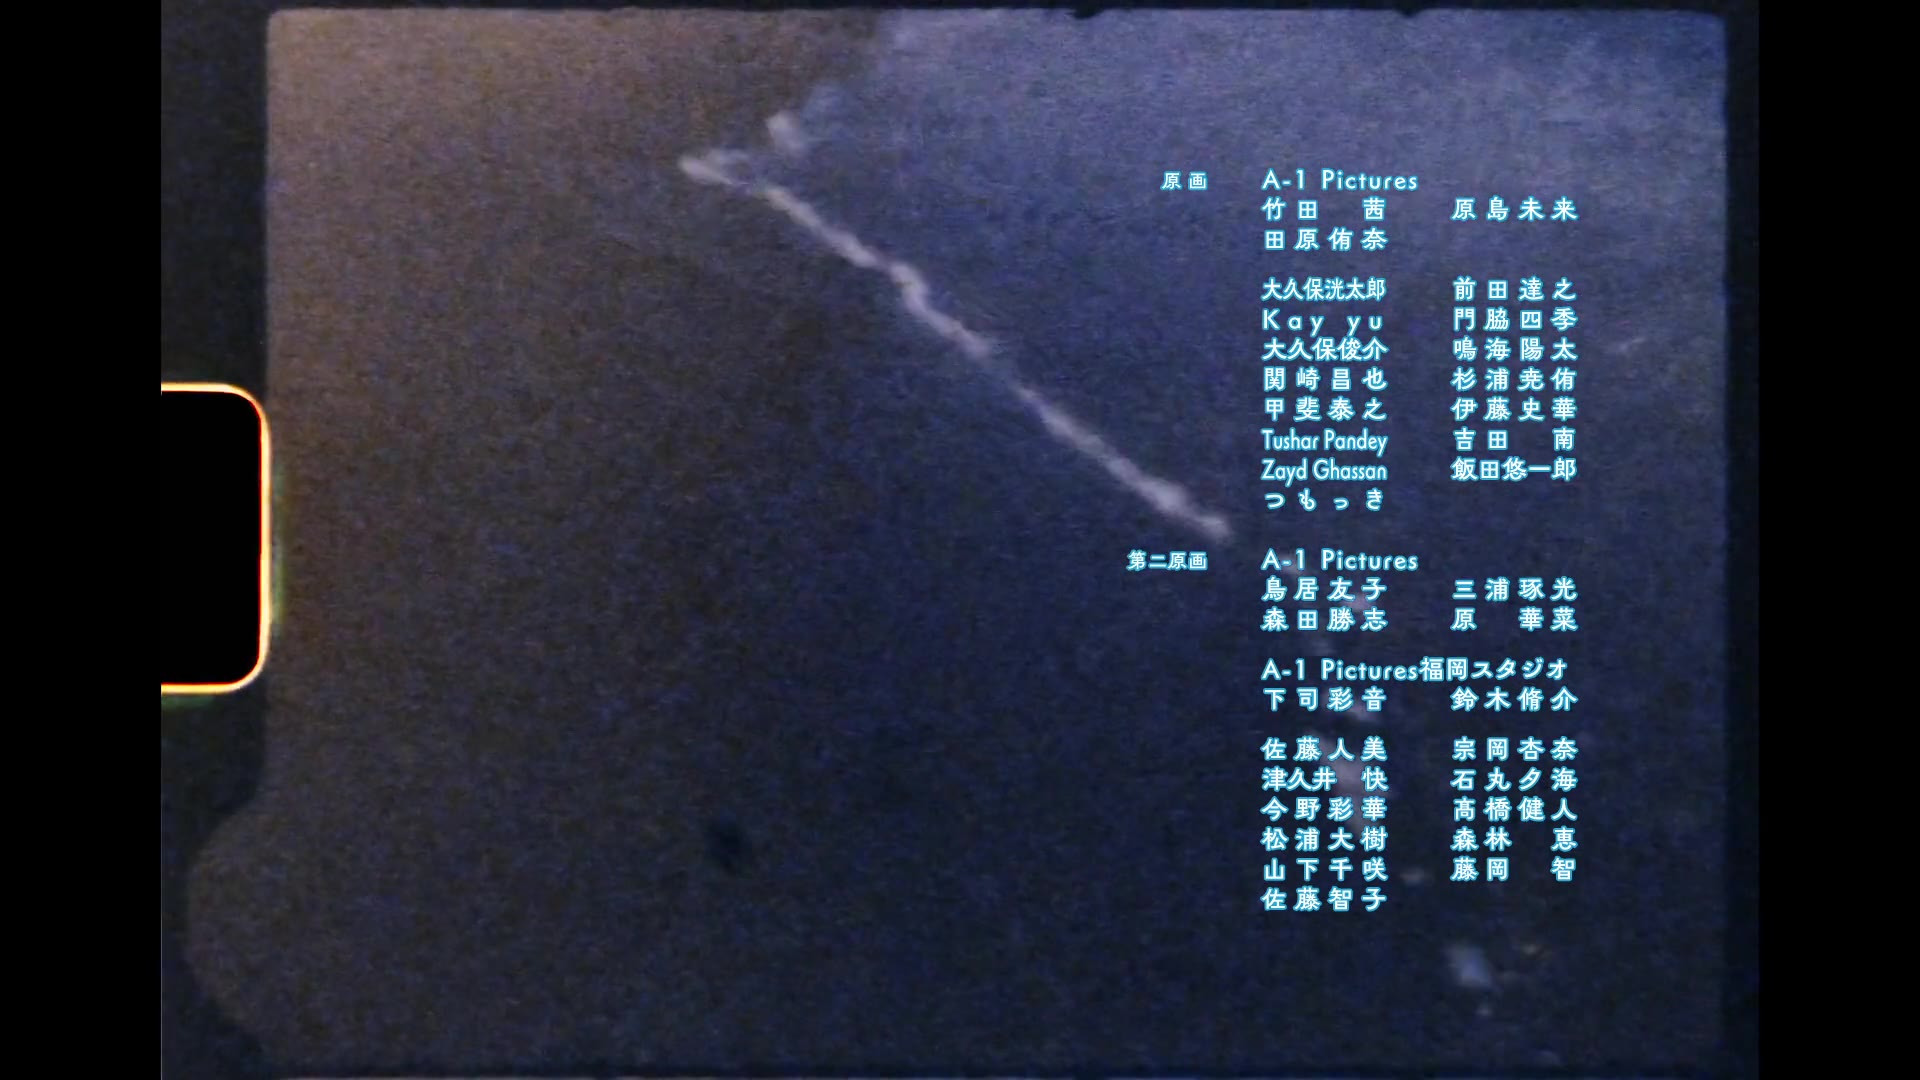 原画 A-1 Pictures
竹田 茜 原島未来
田原侑奈
大久保洸太郎 前田達之
Kay yu 門脇四季
大久保俊介 鳴海陽太
関崎昌也 杉浦尭侑
甲斐泰之 伊藤史華
Tushar Pandey 吉田 南
Zayd Ghassan 飯田悠一郎
つもっき
第二原画 A-1 Pictures
鳥居友子 三浦琢光
森田勝志 原 華菜
A-1 Pictures福岡スタジオ
下司彩音 鈴木脩介
佐藤人美 宗岡杏奈
津久井 快 石丸夕海
今野彩華 髙橋健人
松浦大樹 森林 恵
山下千咲 藤岡 智
佐藤智子